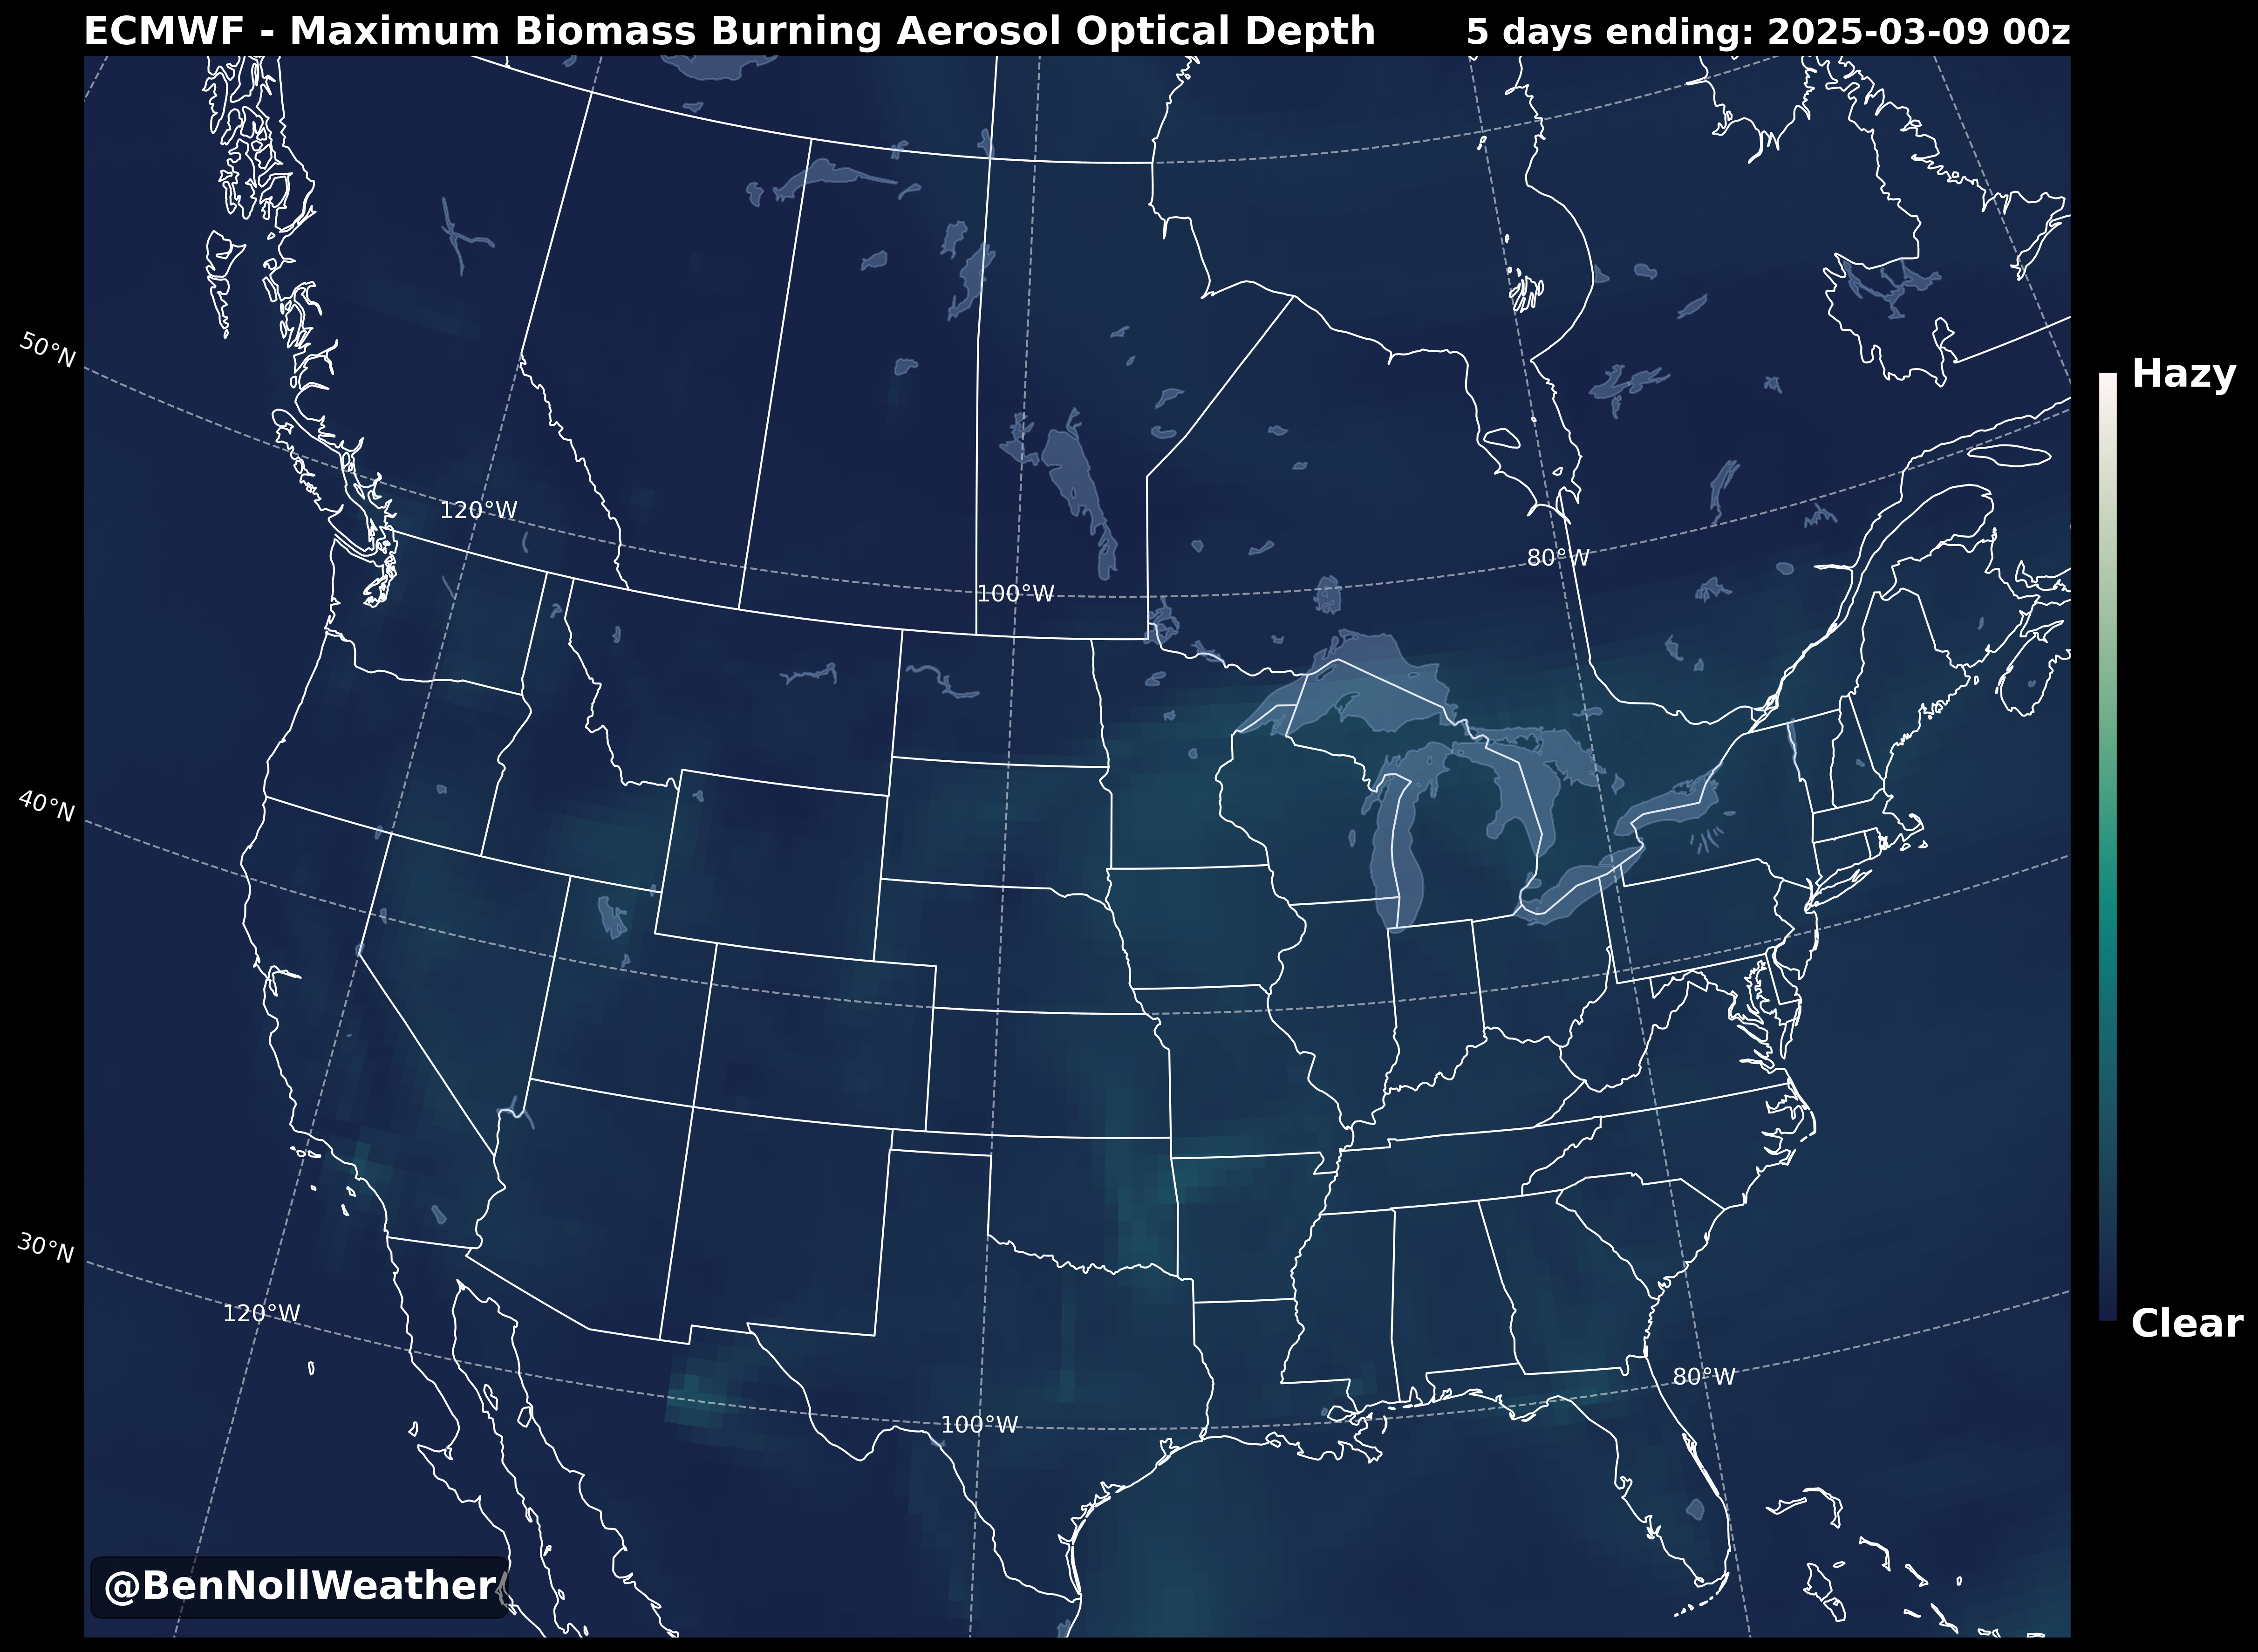 ECMWF - Maximum Biomass Burning Aerosol Optical Depth
5 days ending: 2025-03-09 00z
50°N
40°N
30°N
120°W
100°W
80°W
120°W
100°W
80°W
Hazy
Clear
@BenNollWeather